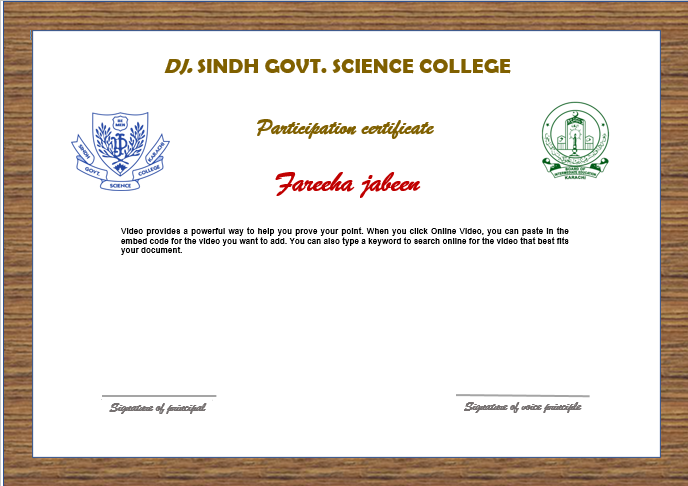 DJ. SINDH GOVT. SCIENCE COLLEGE
Participation certificate
BE
MEN
SINDH
GOVT.
SCIENCE
COLLEGE
KARACHI
BOARD OF
INTERMEDIATE EDUCATION
KARACHI
Fareeha jabeen
Video provides a powerful way to help you prove your point. When you click Online Video, you can paste in the
embed code for the video you want to add. You can also type a keyword to search online for the video that best fits
your document.
Signature of principal
Signature of voice principle